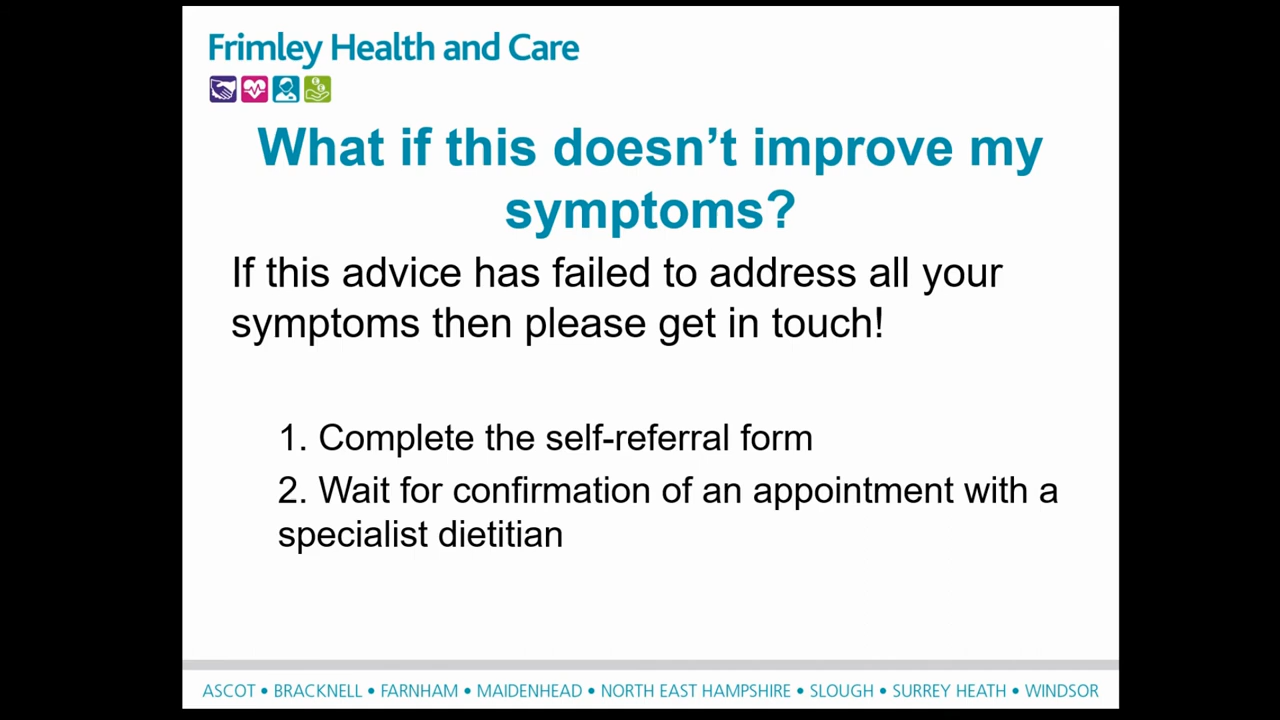 Frimley Health and Care
What if this doesn’t improve my
symptoms?
If this advice has failed to address all your
symptoms then please get in touch!
1. Complete the self-referral form
2. Wait for confirmation of an appointment with a
specialist dietitian
ASCOT • BRACKNELL • FARNHAM • MAIDENHEAD • NORTH EAST HAMPSHIRE • SLOUGH • SURREY HEATH • WINDSOR